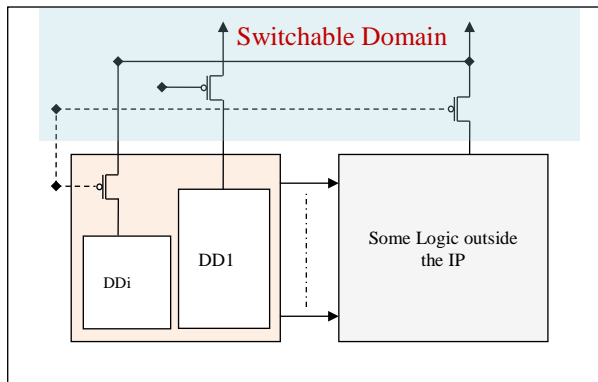 Switchable Domain
DDi
DD1
Some Logic outside
the IP